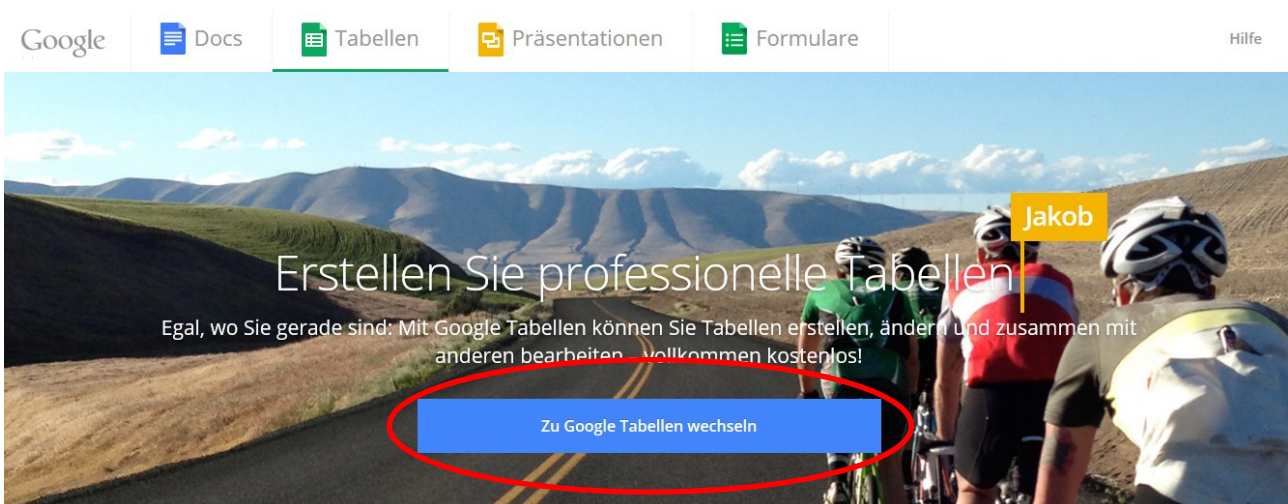 Google
Docs
Tabellen
Präsentationen
Formulare
Hilfe
Jakob
Erstellen Sie professionelle Tabellen
Egal, wo Sie gerade sind: Mit Google Tabellen können Sie Tabellen erstellen, ändern und zusammen mit
anderen bearbeiten – vollkommen kostenlos!
Zu Google Tabellen wechseln